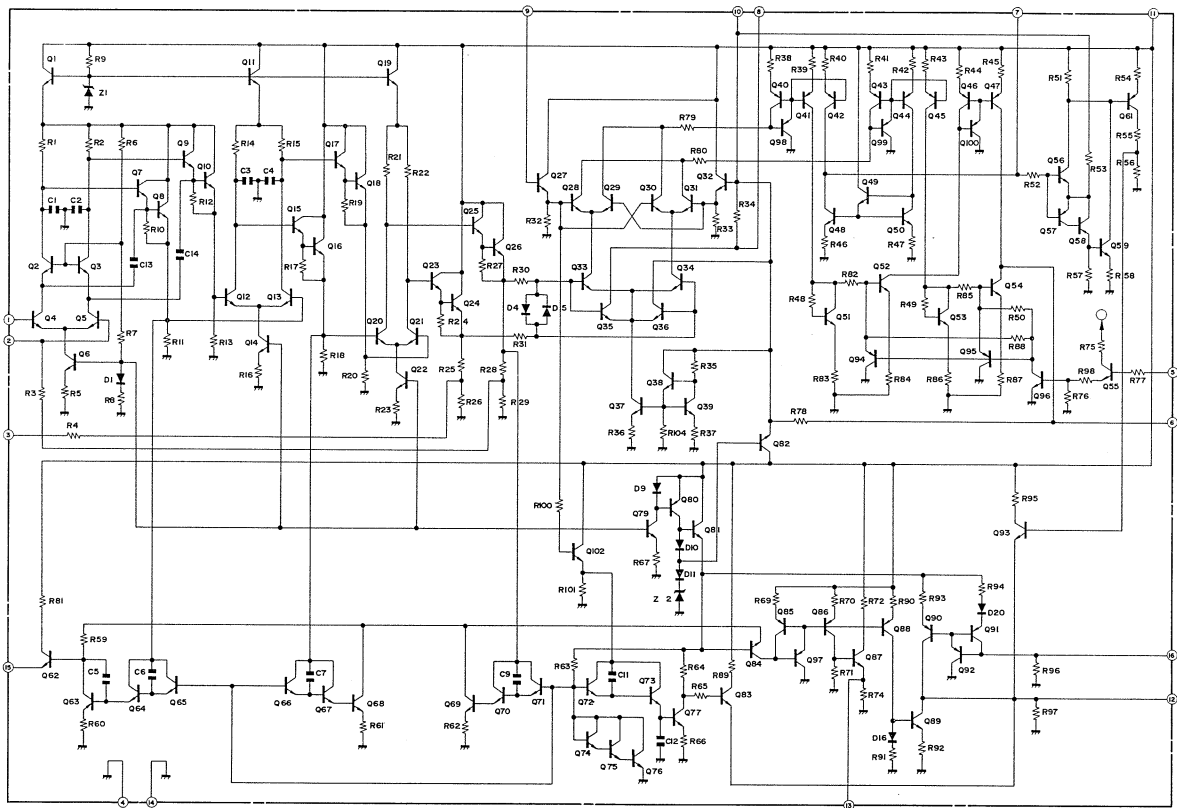 9 10 8 7 11
Q1 R9 Q11 Q19 R38 R39 R40 R41 R42 R43 R44 R45 R51 R54
Z1 Q40 Q41 Q42 Q43 Q44 Q45 Q46 Q47 Q61
R1 R2 R6 Q9 R14 R15 Q17 R79 Q98 Q99 Q100 R55
Q7 Q10 C3 C4 Q18 R21 R22 Q27 Q28 Q29 Q30 Q31 Q32 R80 Q56 R53 R56
Q8 R12 R19 Q49 R52
C1 C2 R10 Q15 Q25 R32 R33 R34 Q48 Q50 Q57 Q58 Q59
C13 C14 Q16 Q26 R46 R47
Q2 Q3 R17 R27 R57 R58
Q12 Q13 Q23 R30 Q33 Q34 R82 Q52 Q54
1 Q4 Q5 Q24 D4 D15 Q35 Q36 R48 Q51 R49 Q53 R85 R50
2 R7 R11 R13 Q14 R18 Q20 Q21 R24 R31 R88 R75
Q6 D1 R16 R20 Q22 R25 R28 Q38 R35 Q94 Q95 Q96 R98 Q55 R77 5
R3 R5 R8 R23 R26 R29 Q37 Q39 R83 R84 R86 R87 R76
3 R4 R36 R104 R37 R78 6
Q82
D9 Q80 R95
R100 Q79 Q81 Q93
Q102 R67 D10
D11
R101 Z 2 R94
R81 R69 Q85 Q86 R70 R72 R90 R93 D20
R59 Q90 Q91
C5 C6 C7 C9 R63 C11 R64 Q84 R89 Q97 Q87 Q88 Q92 16
15 Q62 R65 Q83 R71 R74 R96
Q63 Q64 Q65 Q66 Q67 Q68 Q69 Q70 Q71 Q72 Q73 Q77 12
R60 R61 R62 Q74 Q75 Q76 C12 R66 D16 Q89 R97
R91 R92
4 14 13